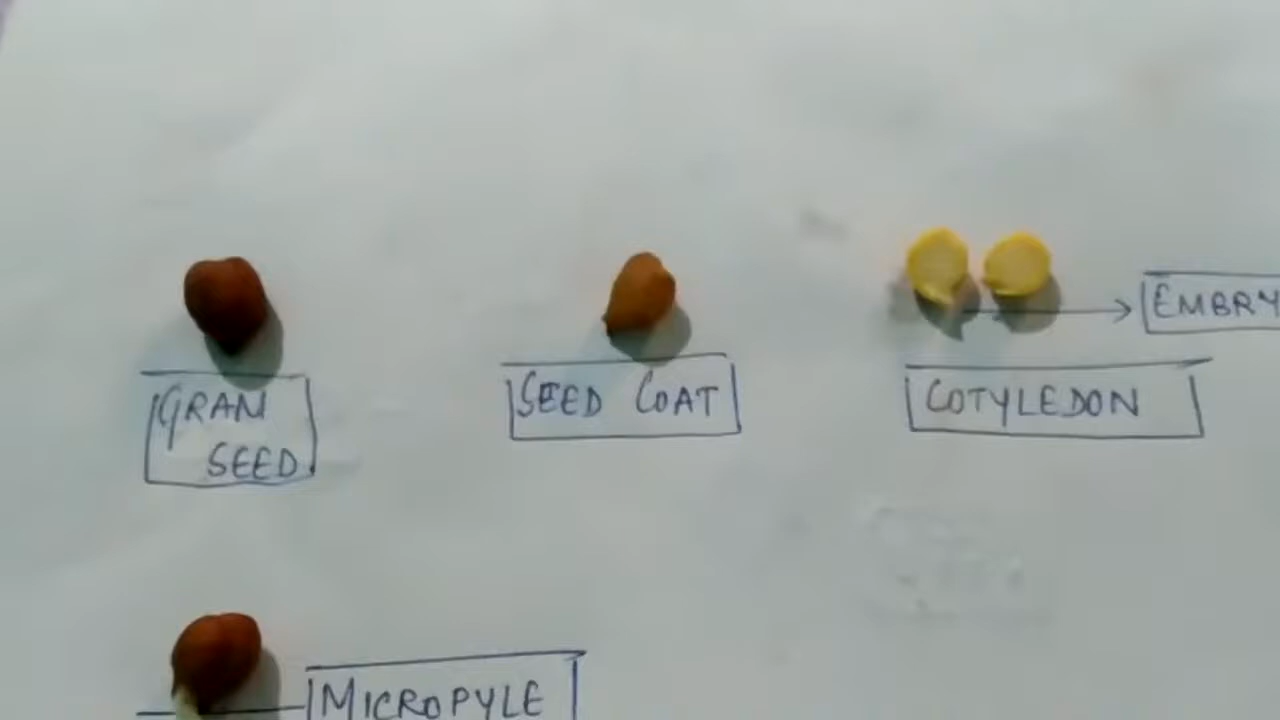 GRAM
SEED
SEED COAT
COTYLEDON
EMBRY
MICROPYLE